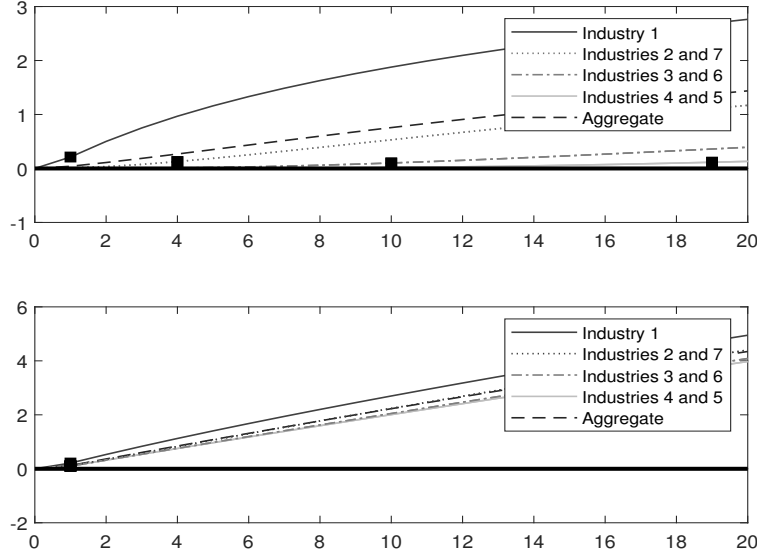 3
2
1
0
-1
0 2 4 6 8 10 12 14 16 18 20
Industry 1
Industries 2 and 7
Industries 3 and 6
Industries 4 and 5
Aggregate
6
4
2
0
-2
0 2 4 6 8 10 12 14 16 18 20
Industry 1
Industries 2 and 7
Industries 3 and 6
Industries 4 and 5
Aggregate